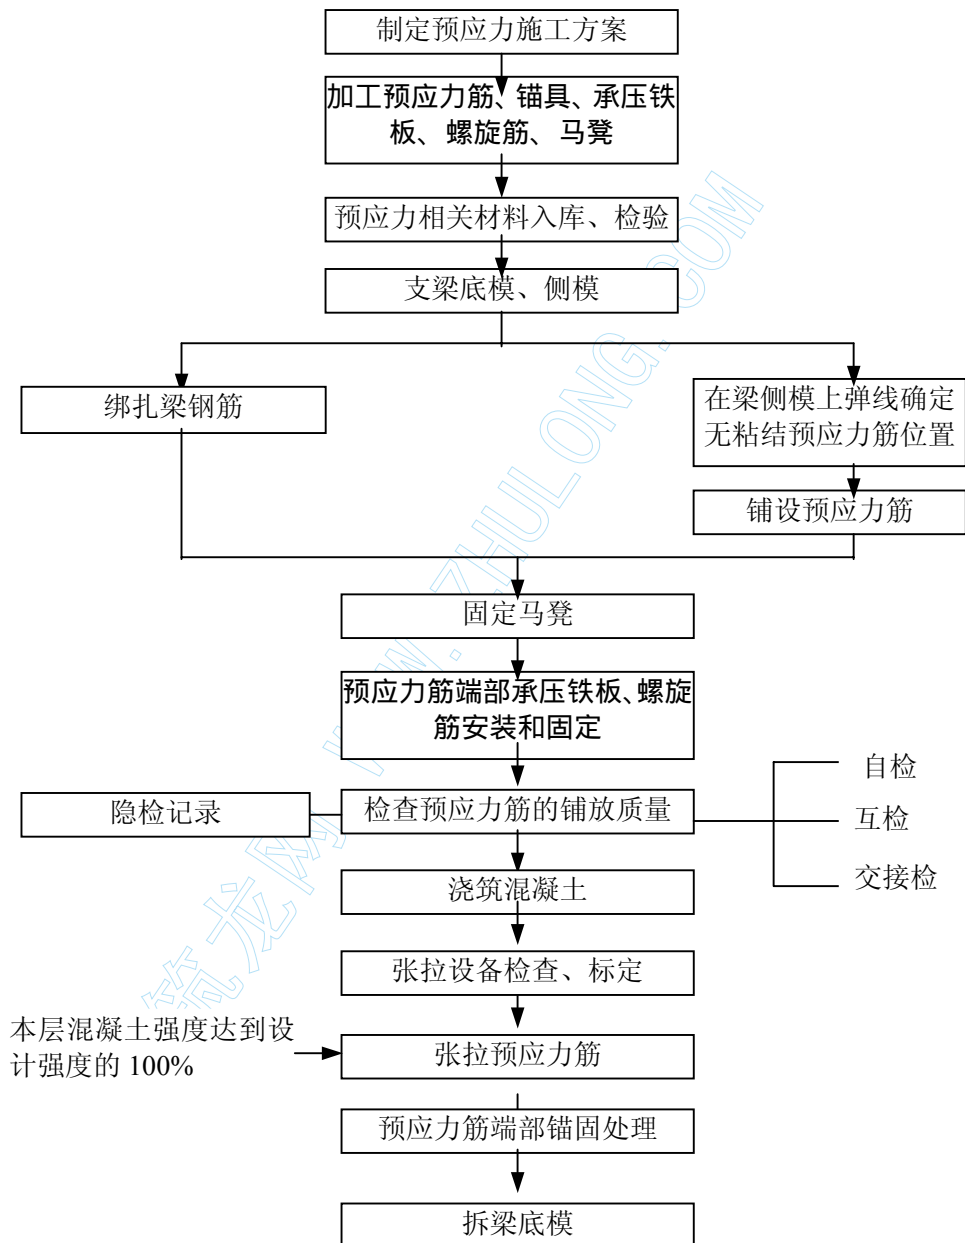 制定预应力施工方案
加工预应力筋、锚具、承压铁
板、螺旋筋、马凳
预应力相关材料入库、检验
支梁底模、侧模
绑扎梁钢筋
在梁侧模上弹线确定
无粘结预应力筋位置
铺设预应力筋
固定马凳
预应力筋端部承压铁板、螺旋
筋安装和固定
自检
隐检记录
检查预应力筋的铺放质量
互检
交接检
浇筑混凝土
张拉设备检查、标定
本层混凝土强度达到设
计强度的 100%
张拉预应力筋
预应力筋端部锚固处理
拆梁底模
筑龙网 WWW.ZHULONG.COM